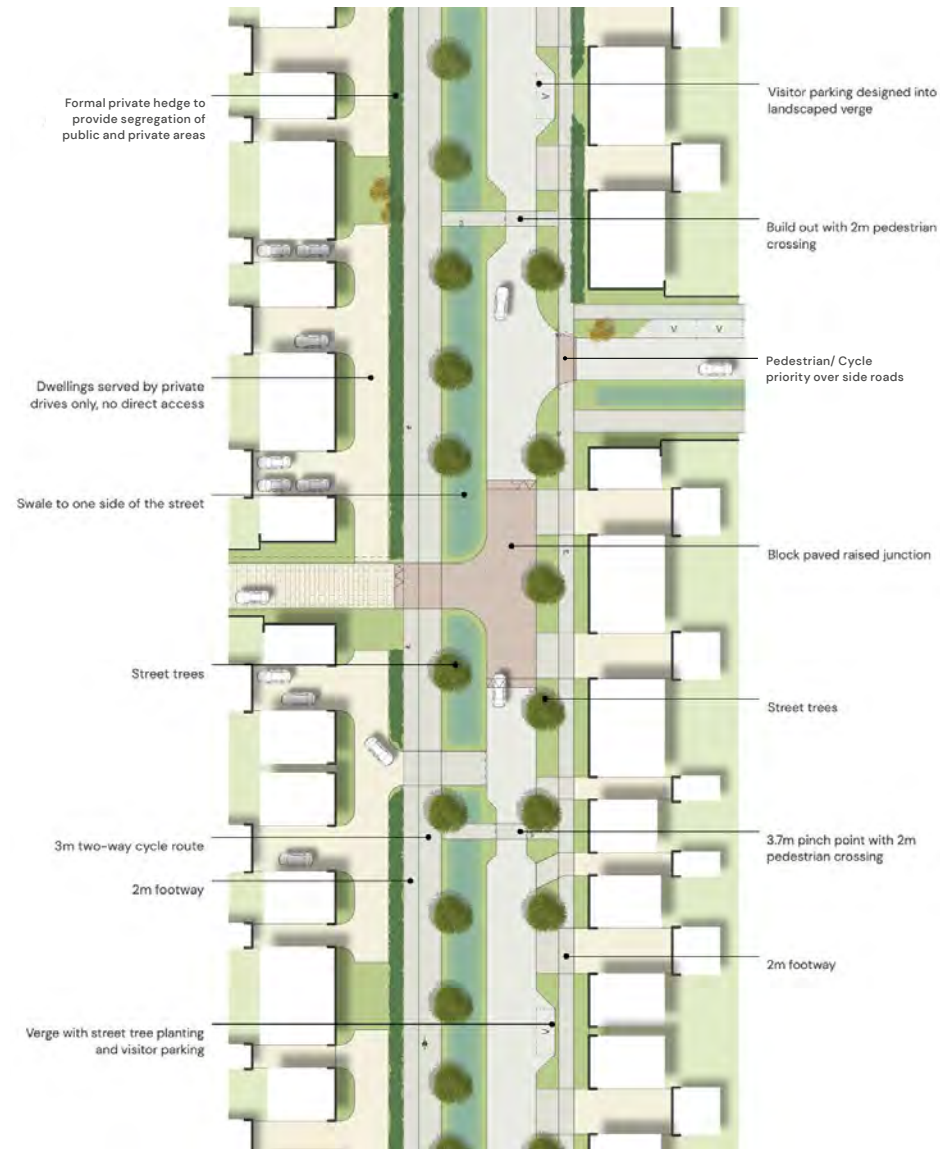 Formal private hedge to
provide segregation of
public and private areas
Visitor parking designed into
landscaped verge
V
Build out with 2m pedestrian
crossing
V
V
Pedestrian/ Cycle
priority over side roads
Dwellings served by private
drives only, no direct access
Swale to one side of the street
Block paved raised junction
Street trees
Street trees
3m two-way cycle route
3.7m pinch point with 2m
pedestrian crossing
2m footway
2m footway
Verge with street tree planting
and visitor parking
V